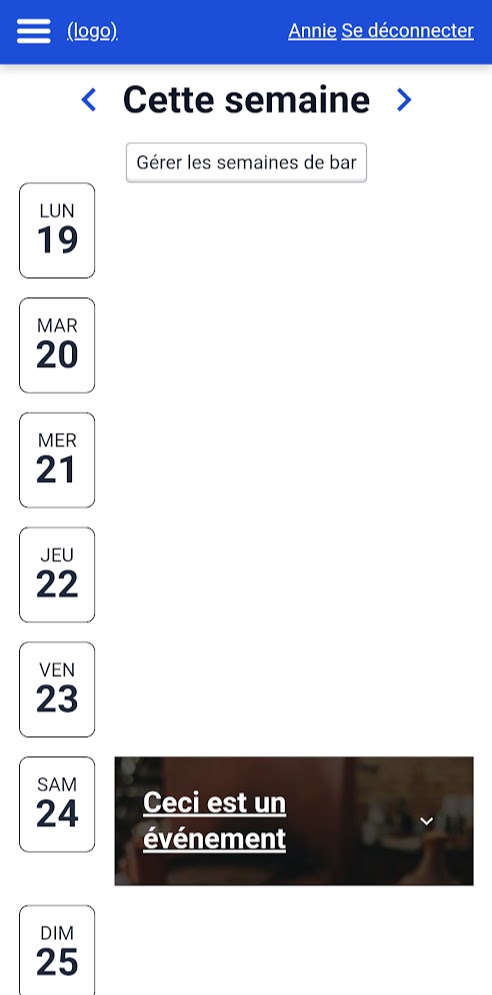 (logo) Annie Se déconnecter
Cette semaine
Gérer les semaines de bar
LUN
19
MAR
20
MER
21
JEU
22
VEN
23
SAM
24
Ceci est un
événement
DIM
25